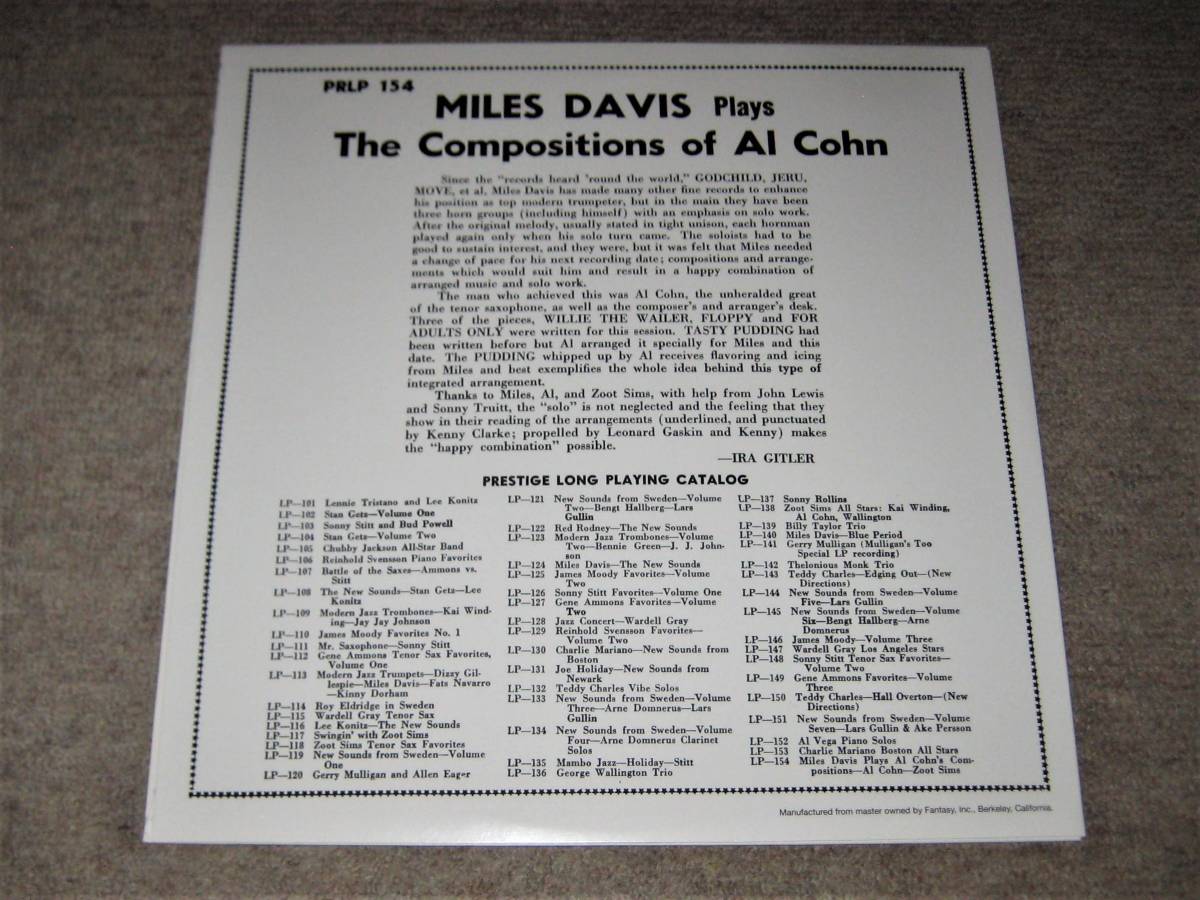 PRLP 154
MILES DAVIS Plays
The Compositions of Al Cohn
Since the "records heard 'round the world," GODCHILD, JERU,
MOVE, et al. Miles Davis has made many other fine records to enhance
his position as top modern trumpeter, but in the main they have been
three horn groups (including himself) with an emphasis on solo work.
After the original melody, usually stated in tight unison, each hornman
played again only when his solo turn came. The soloists had to be
good to sustain interest, and they were, but it was felt that Miles needed
a change of pace for his next recording date; compositions and arrange-
ments which would suit him and result in a happy combination of
arranged music and solo work.
The man who achieved this was Al Cohn, the unheralded great
of the tenor saxophone, as well as the composer's and arranger's desk.
Three of the pieces, WILLIE THE WAILER, FLOPPY and FOR
ADULTS ONLY were written for this session. TASTY PUDDING had
been written before but Al arranged it specially for Miles and this
date. The PUDDING whipped up by Al receives flavoring and icing
from Miles and best exemplifies the whole idea behind this type of
integrated arrangement.
Thanks to Miles, Al, and Zoot Sims, with help from John Lewis
and Sonny Truitt, the "solo" is not neglected and the feeling that they
show in their reading of the arrangements (underlined, and punctuated
by Kenny Clarke; propelled by Leonard Gaskin and Kenny) makes
the "happy combination" possible.
—IRA GITLER
PRESTIGE LONG PLAYING CATALOG
LP—101 Lennie Tristano and Lee Konitz
LP—102 Stan Getz—Volume One
LP—103 Sonny Stitt and Bud Powell
LP—104 Stan Getz—Volume Two
LP—105 Chubby Jackson All-Star Band
LP—106 Reinhold Svensson Piano Favorites
LP—107 Battle of the Saxes—Ammons vs.
Stitt
LP—108 The New Sounds—Stan Getz—Lee
Konitz
LP—109 Modern Jazz Trombones—Kai Wind-
ing—Jay Jay Johnson
LP—110 James Moody Favorites No. 1
LP—111 Mr. Saxophone—Sonny Stitt
LP—112 Gene Ammons Tenor Sax Favorites,
Volume One
LP—113 Modern Jazz Trumpets—Dizzy Gil-
lespie—Miles Davis—Fats Navarro
—Kinny Dorham
LP—114 Roy Eldridge in Sweden
LP—115 Wardell Gray Tenor Sax
LP—116 Lee Konitz—The New Sounds
LP—117 Swingin' with Zoot Sims
LP—118 Zoot Sims Tenor Sax Favorites
LP—119 New Sounds from Sweden—Volume
One
LP—120 Gerry Mulligan and Allen Eager
LP—121 New Sounds from Sweden—Volume
Two—Bengt Hallberg—Lars
Gullin
LP—122 Red Rodney—The New Sounds
LP—123 Modern Jazz Trombones—Volume
Two—Bennie Green—J. J. John-
son
LP—124 Miles Davis—The New Sounds
LP—125 James Moody Favorites—Volume
Two
LP—126 Sonny Stitt Favorites—Volume One
LP—127 Gene Ammons Favorites—Volume
Two
LP—128 Jazz Concert—Wardell Gray
LP—129 Reinhold Svensson Favorites—
Volume Two
LP—130 Charlie Mariano—New Sounds from
Boston
LP—131 Joe Holiday—New Sounds from
Newark
LP—132 Teddy Charles Vibe Solos
LP—133 New Sounds from Sweden—Volume
Three—Arne Domnerus—Lars
Gullin
LP—134 New Sounds from Sweden—Volume
Four—Arne Domnerus Clarinet
Solos
LP—135 Mambo Jazz—Holiday—Stitt
LP—136 George Wallington Trio
LP—137 Sonny Rollins
LP—138 Zoot Sims All Stars: Kai Winding,
Al Cohn, Wallington
LP—139 Billy Taylor Trio
LP—140 Miles Davis—Blue Period
LP—141 Gerry Mulligan (Mulligan's Too
Special LP recording)
LP—142 Thelonious Monk Trio
LP—143 Teddy Charles—Edging Out—(New
Directions)
LP—144 New Sounds from Sweden—Volume
Five—Lars Gullin
LP—145 New Sounds from Sweden—Volume
Six—Bengt Hallberg—Arne
Domnerus
LP—146 James Moody—Volume Three
LP—147 Wardell Gray Los Angeles Stars
LP—148 Sonny Stitt Tenor Sax Favorites—
Volume Two
LP—149 Gene Ammons Favorites—Volume
Three
LP—150 Teddy Charles—Hall Overton—(New
Directions)
LP—151 New Sounds from Sweden—Volume
Seven—Lars Gullin & Ake Persson
LP—152 Al Vega Piano Solos
LP—153 Charlie Mariano Boston All Stars
LP—154 Miles Davis Plays Al Cohn's Com-
positions—Al Cohn—Zoot Sims
Manufactured from master owned by Fantasy, Inc., Berkeley, California.